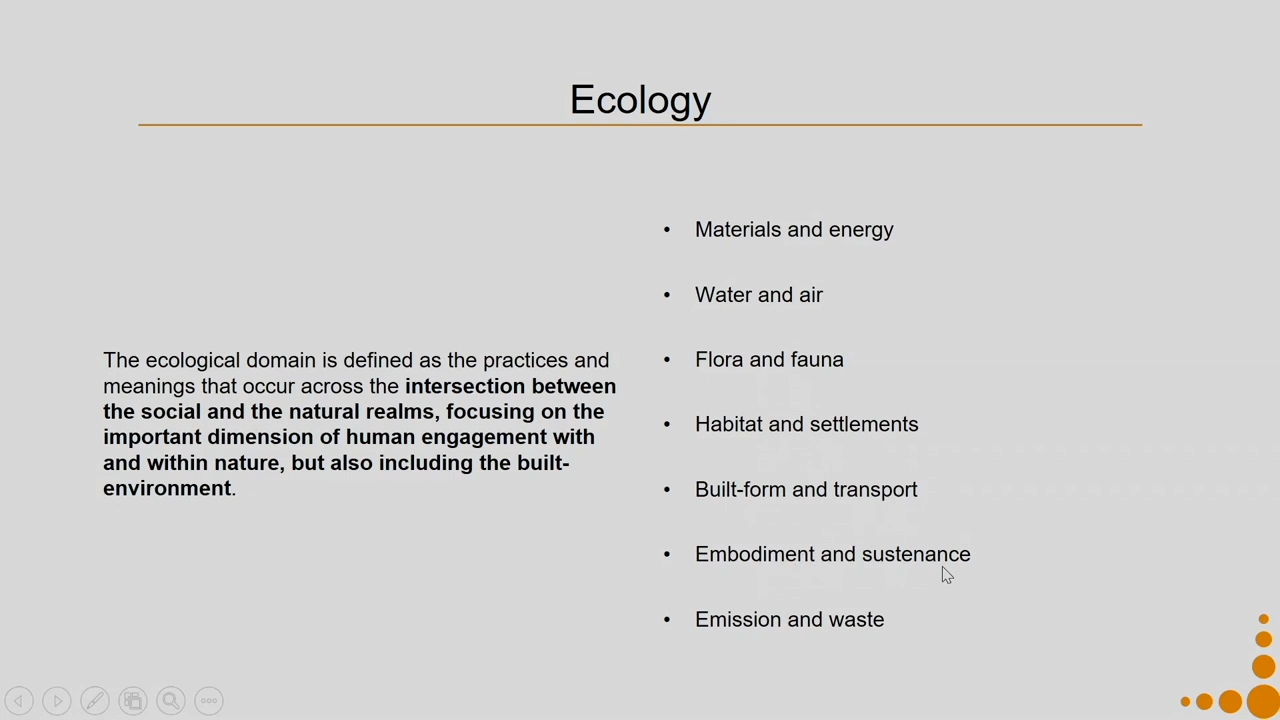 Ecology
The ecological domain is defined as the practices and
meanings that occur across the intersection between
the social and the natural realms, focusing on the
important dimension of human engagement with
and within nature, but also including the built-
environment.
• Materials and energy
• Water and air
• Flora and fauna
• Habitat and settlements
• Built-form and transport
• Embodiment and sustenance
• Emission and waste